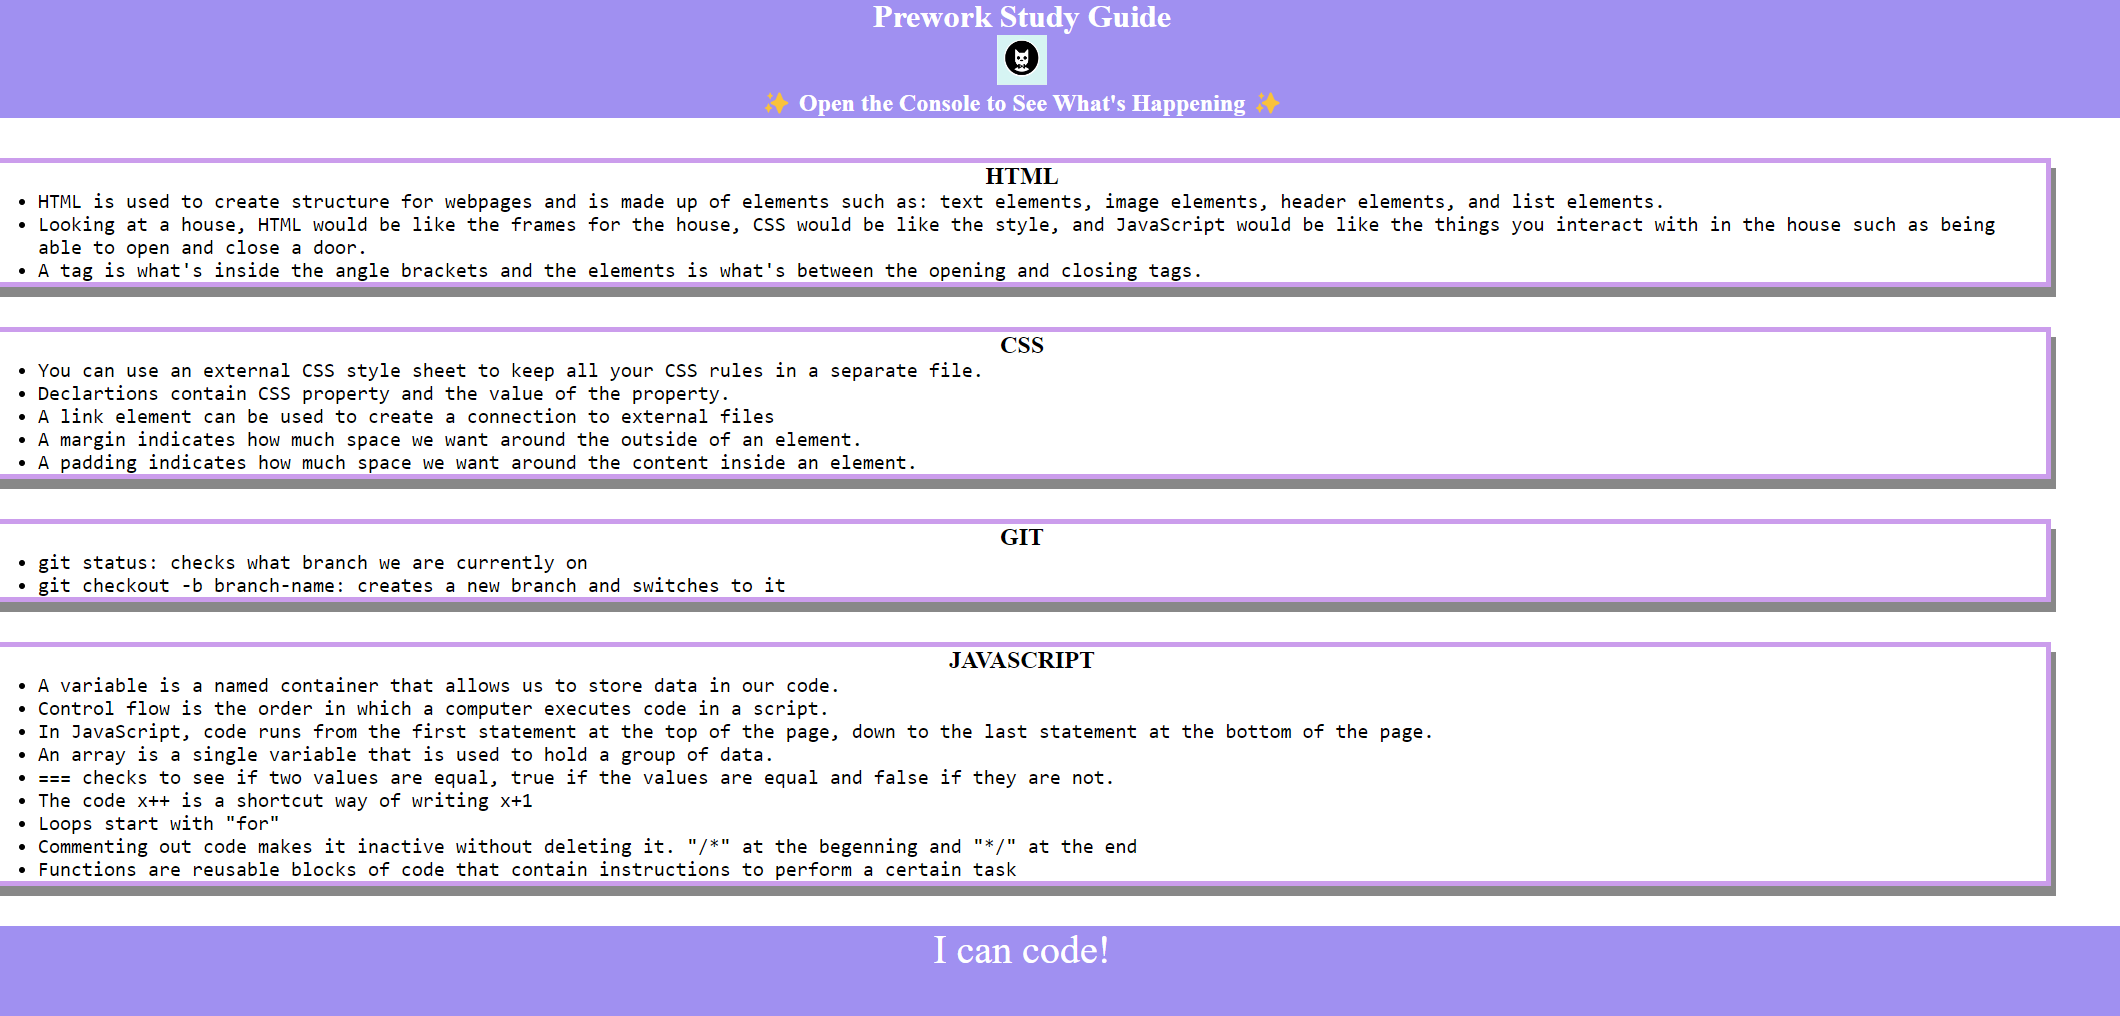 Prework Study Guide
✨ Open the Console to See What's Happening ✨
HTML
• HTML is used to create structure for webpages and is made up of elements such as: text elements, image elements, header elements, and list elements.
• Looking at a house, HTML would be like the frames for the house, CSS would be like the style, and JavaScript would be like the things you interact with in the house such as being
able to open and close a door.
• A tag is what's inside the angle brackets and the elements is what's between the opening and closing tags.
CSS
• You can use an external CSS style sheet to keep all your CSS rules in a separate file.
• Declartions contain CSS property and the value of the property.
• A link element can be used to create a connection to external files
• A margin indicates how much space we want around the outside of an element.
• A padding indicates how much space we want around the content inside an element.
GIT
• git status: checks what branch we are currently on
• git checkout -b branch-name: creates a new branch and switches to it
JAVASCRIPT
• A variable is a named container that allows us to store data in our code.
• Control flow is the order in which a computer executes code in a script.
• In JavaScript, code runs from the first statement at the top of the page, down to the last statement at the bottom of the page.
• An array is a single variable that is used to hold a group of data.
• === checks to see if two values are equal, true if the values are equal and false if they are not.
• The code x++ is a shortcut way of writing x+1
• Loops start with "for"
• Commenting out code makes it inactive without deleting it. "/*" at the begenning and "*/" at the end
• Functions are reusable blocks of code that contain instructions to perform a certain task
I can code!